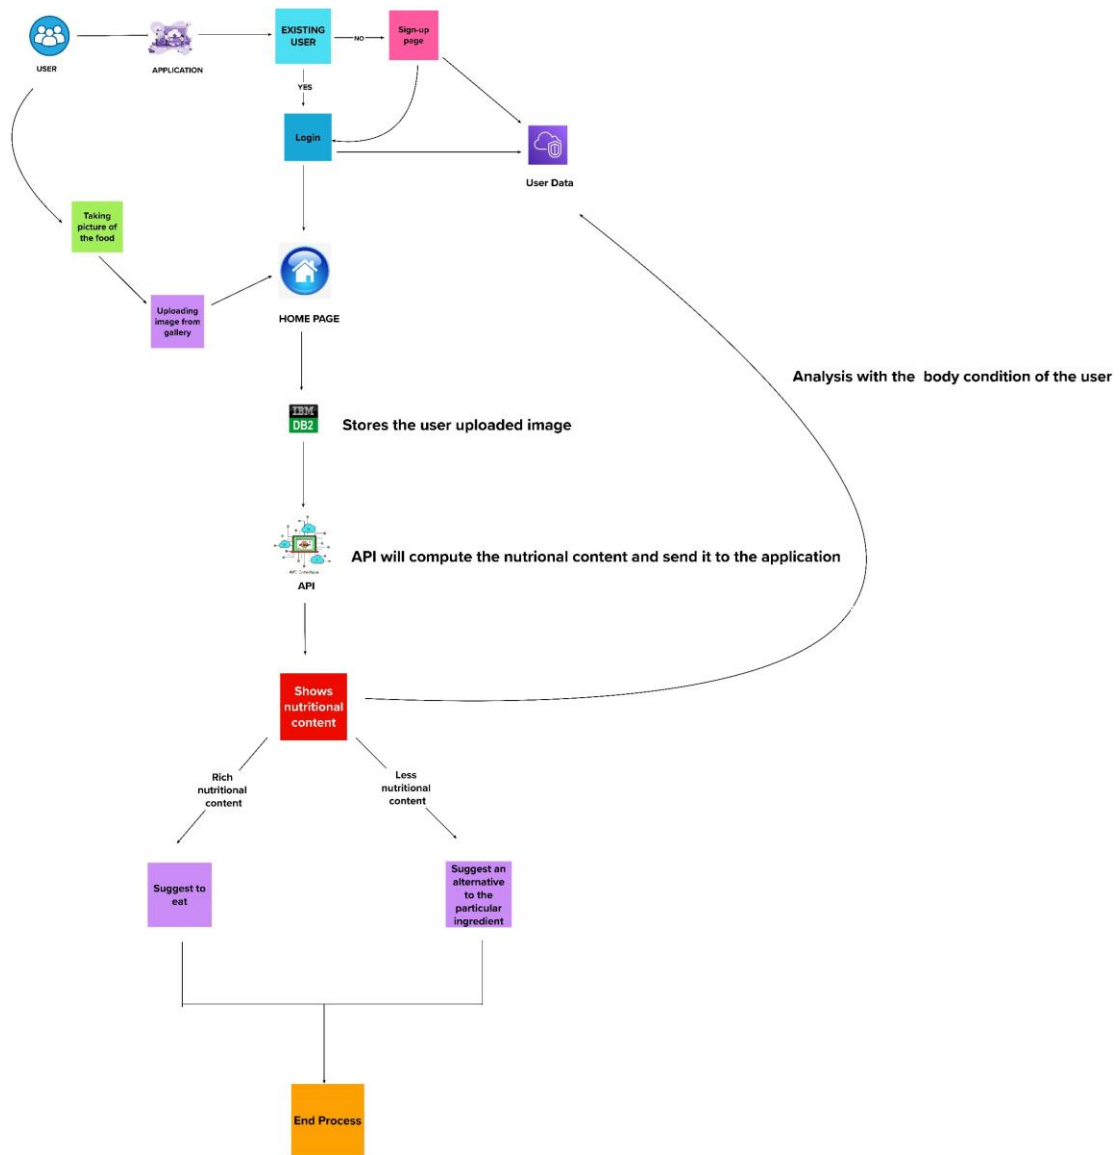 EXISTING
USER
NO
Sign-up
page
USER
APPLICATION
YES
Login
User Data
Taking
picture of
the food
Uploading
image from
gallery
HOME PAGE
Analysis with the body condition of the user
IBM
DB2
Stores the user uploaded image
API will compute the nutrional content and send it to the application
API
Shows
nutritional
content
Rich
nutritional
content
Less
nutritional
content
Suggest to
eat
Suggest an
alternative
to the
particular
ingredient
End Process